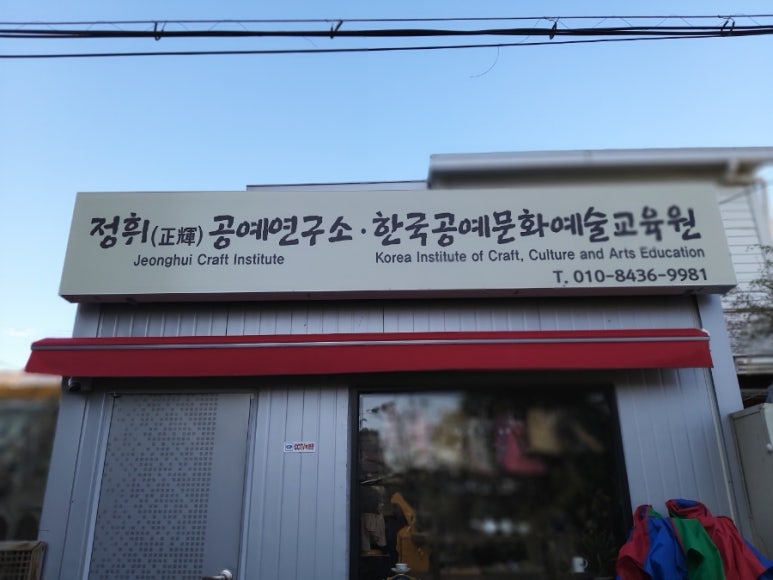 정휘(正輝)공예연구소·한국공예문화예술교육원
Jeonghui Craft Institute Korea Institute of Craft, Culture and Arts Education
T. 010-8436-9981
CCTV